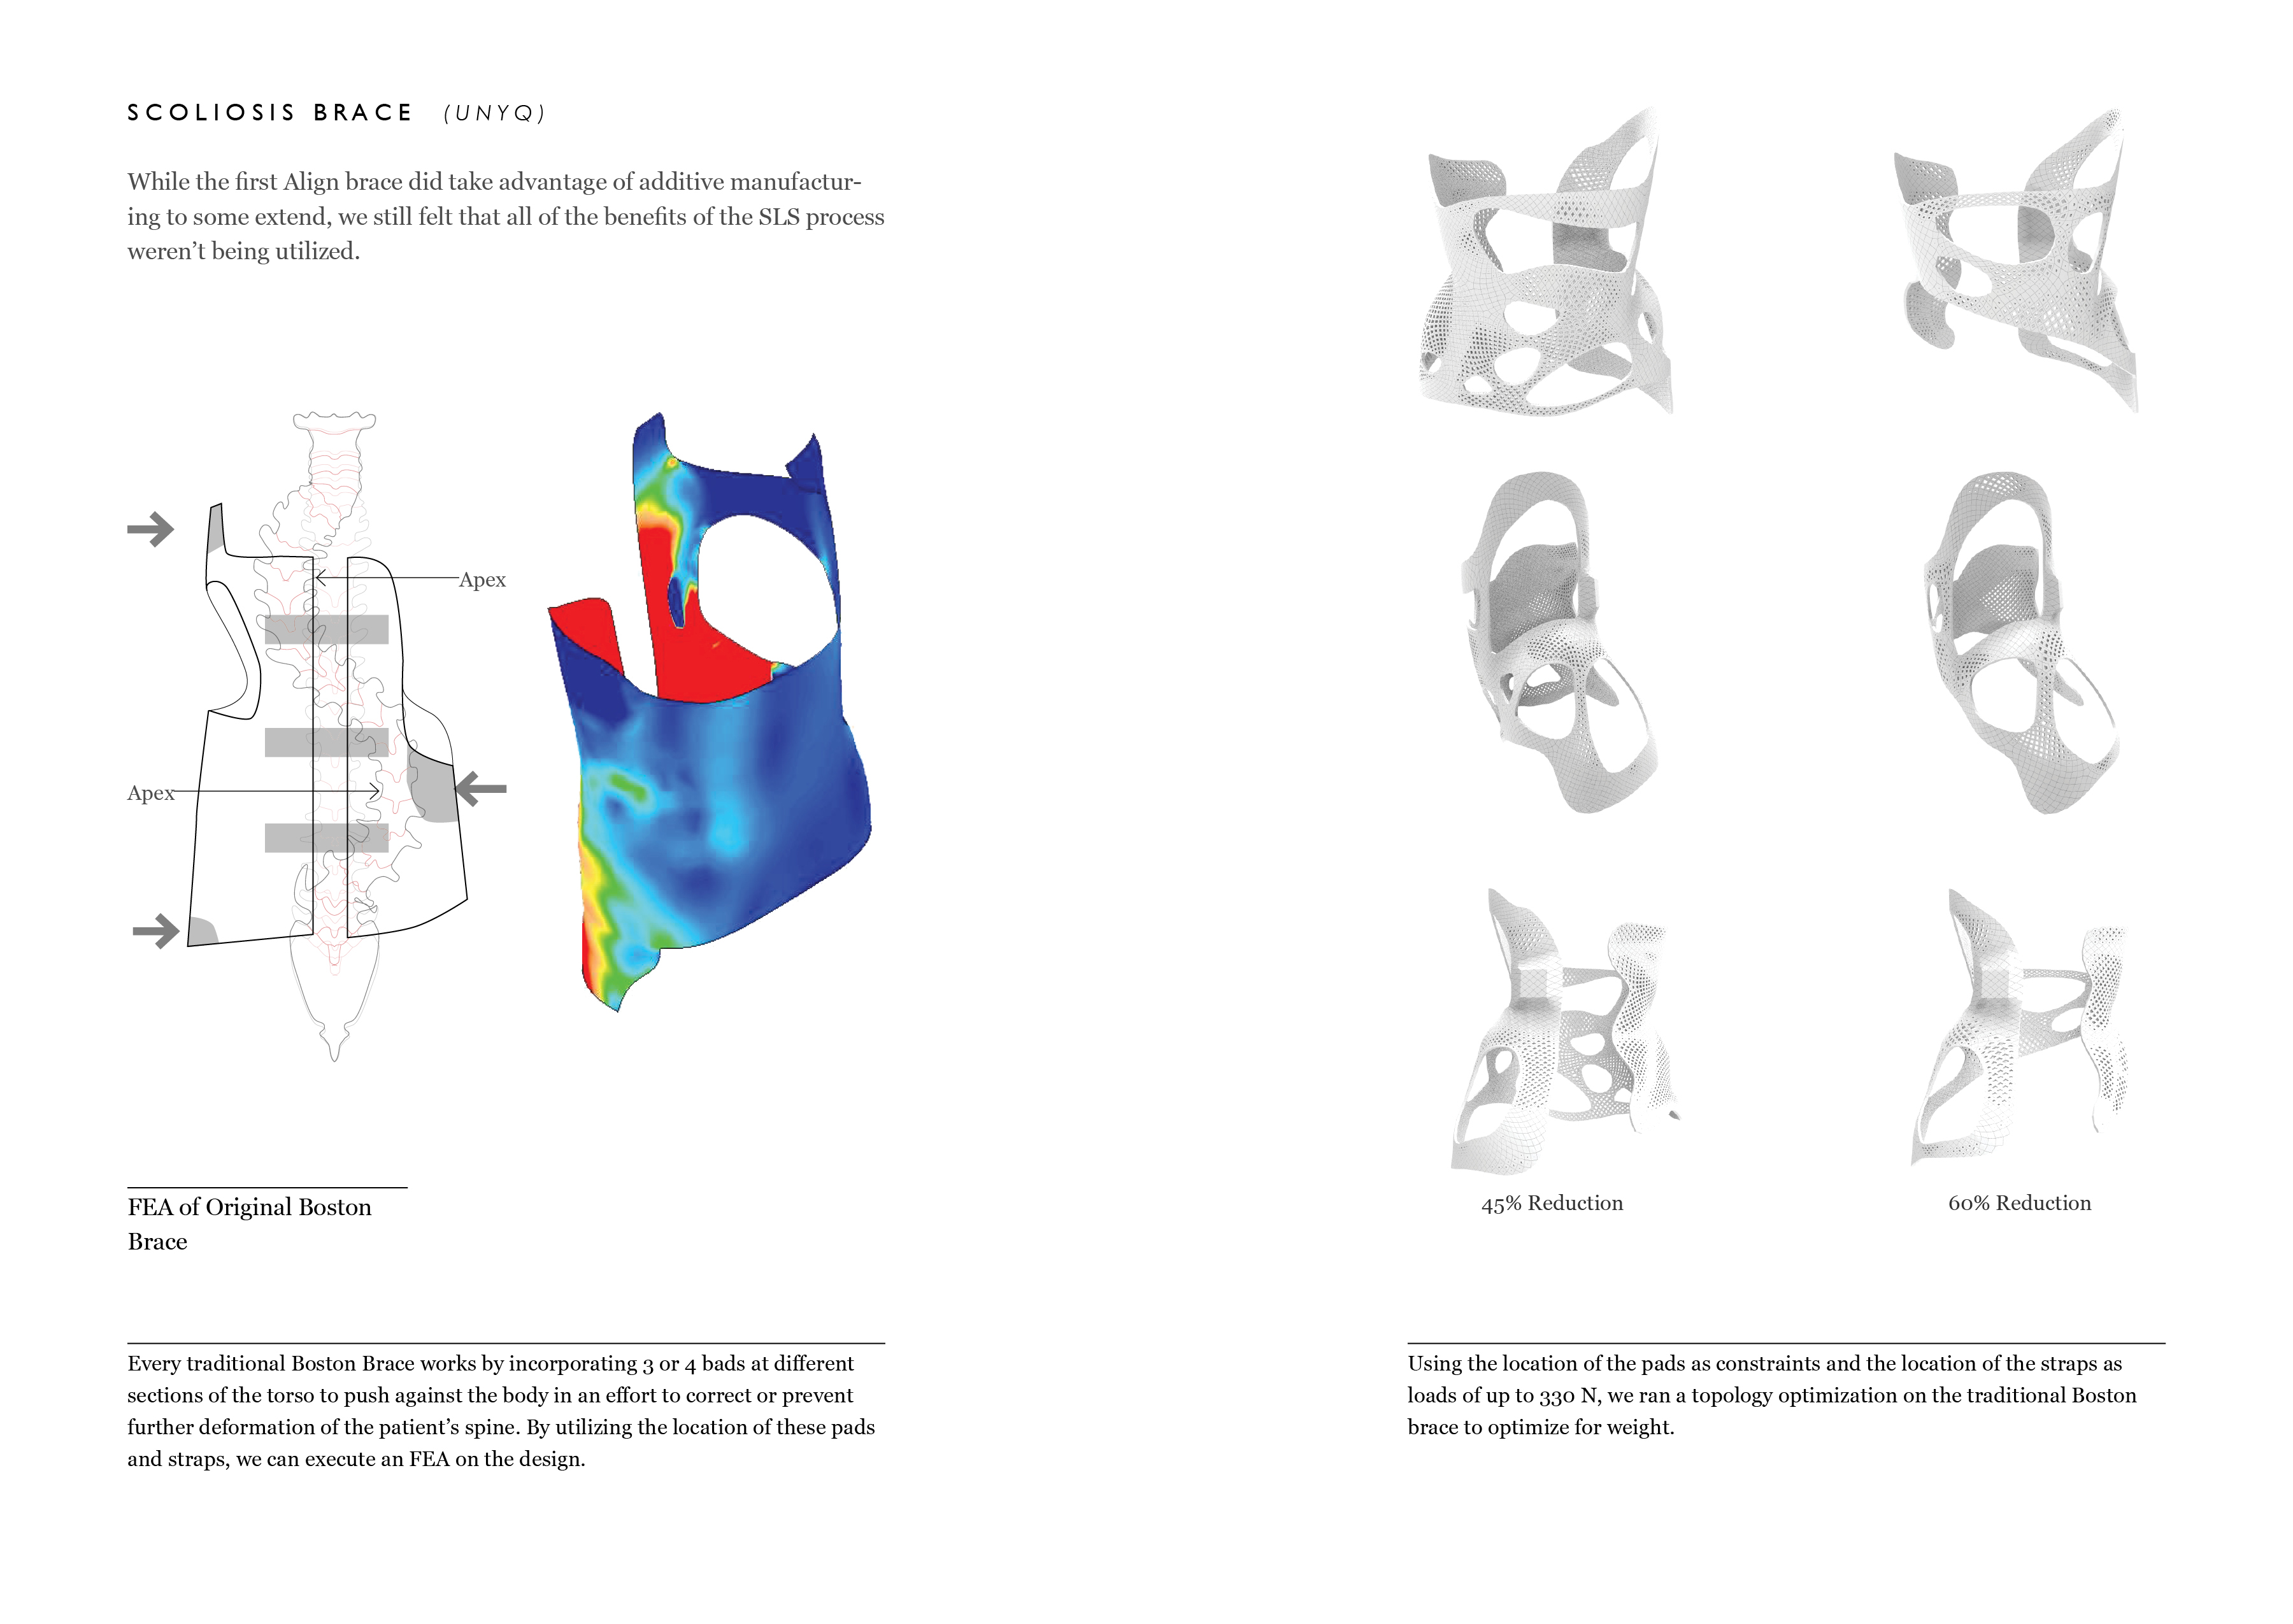 SCOLIOSIS BRACE (UNYQ)
While the first Align brace did take advantage of additive manufactur-
ing to some extend, we still felt that all of the benefits of the SLS process
weren't being utilized.
Apex
Apex
FEA of Original Boston
Brace
Every traditional Boston Brace works by incorporating 3 or 4 bads at different
sections of the torso to push against the body in an effort to correct or prevent
further deformation of the patient's spine. By utilizing the location of these pads
and straps, we can execute an FEA on the design.
45% Reduction
60% Reduction
Using the location of the pads as constraints and the location of the straps as
loads of up to 330 N, we ran a topology optimization on the traditional Boston
brace to optimize for weight.